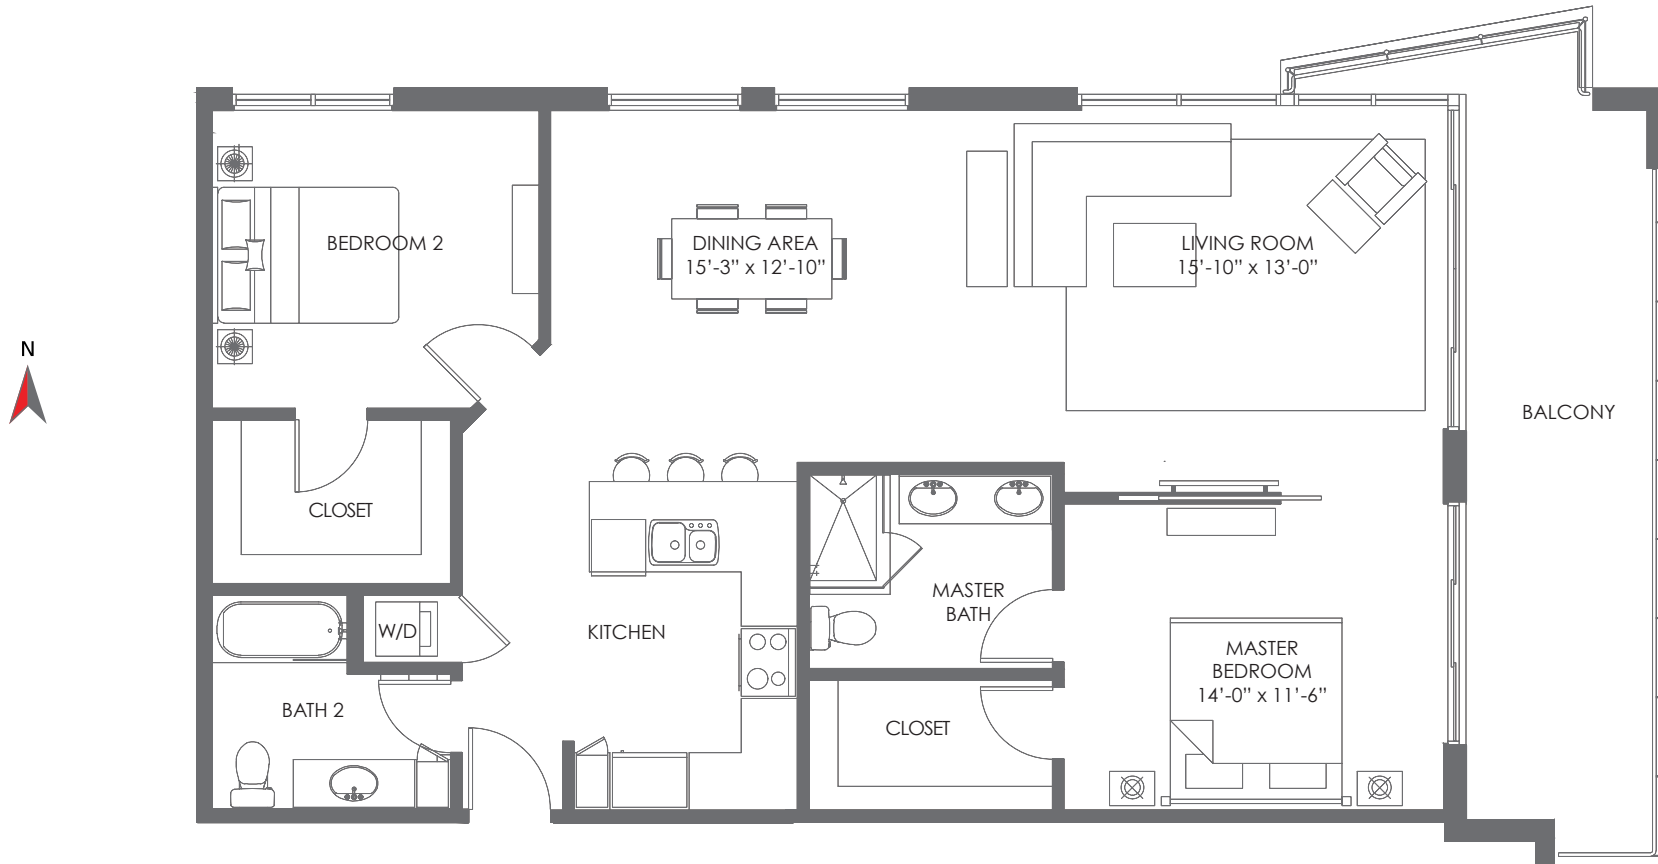 BEDROOM 2
DINING AREA
15’-3” x 12’-10”
LIVING ROOM
15’-10” x 13’-0”
N
BALCONY
CLOSET
W/D
KITCHEN
MASTER
BATH
MASTER
BEDROOM
14’-0” x 11’-6”
BATH 2
CLOSET